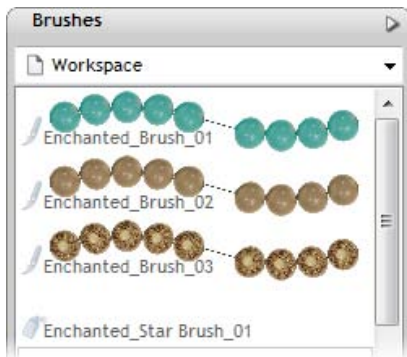 Brushes
Workspace
Enchanted_Brush_01
Enchanted_Brush_02
Enchanted_Brush_03
Enchanted_Star Brush_01